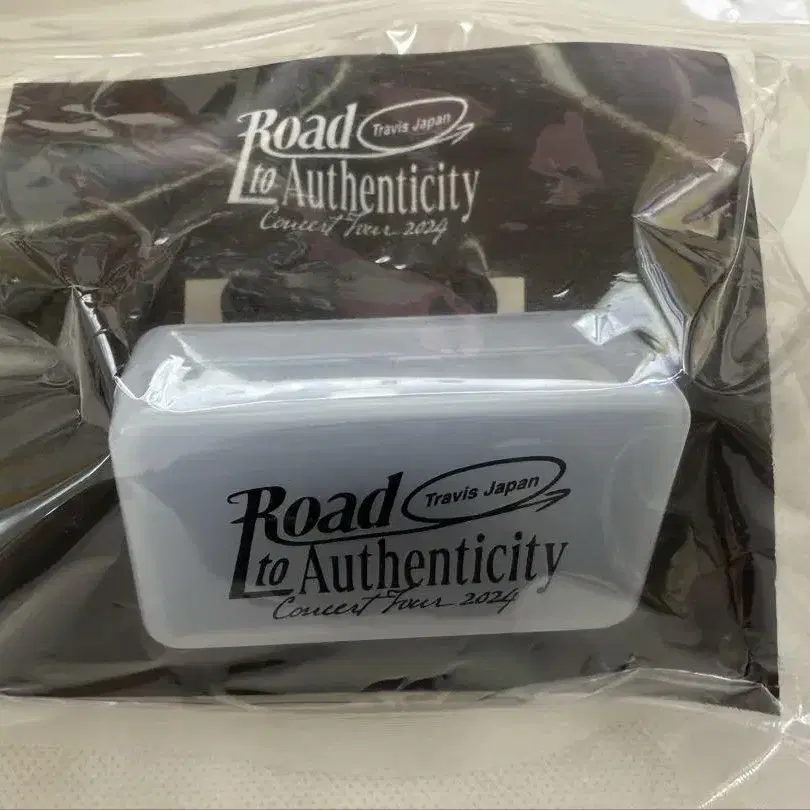 Road Travis Japan
to Authenticity
Concert Tour 2024
Road Travis Japan
to Authenticity
Concert Tour 2024